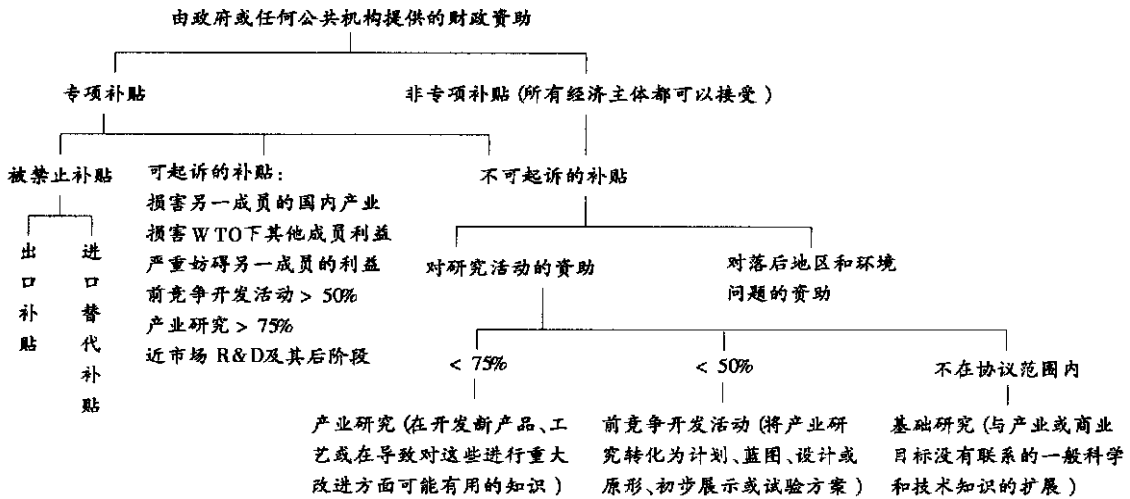 由政府或任何公共机构提供的财政资助
专项补贴
非专项补贴(所有经济主体都可以接受)
被禁止补贴
出口补贴
进口替代补贴
可起诉的补贴:
损害另一成员的国内产业
损害WTO下其他成员利益
严重妨碍另一成员的利益
前竞争开发活动> 50%
产业研究> 75%
近市场 R&D及其后阶段
不可起诉的补贴
对研究活动的资助
对落后地区和环境
问题的资助
< 75%
< 50%
不在协议范围内
产业研究(在开发新产品、工
艺或在导致对这些进行重大
改进方面可能有用的知识)
前竞争开发活动(将产业研
究转化为计划、蓝图、设计或
原形、初步展示或试验方案)
基础研究(与产业或商业
目标没有联系的一般科学
和技术知识的扩展)